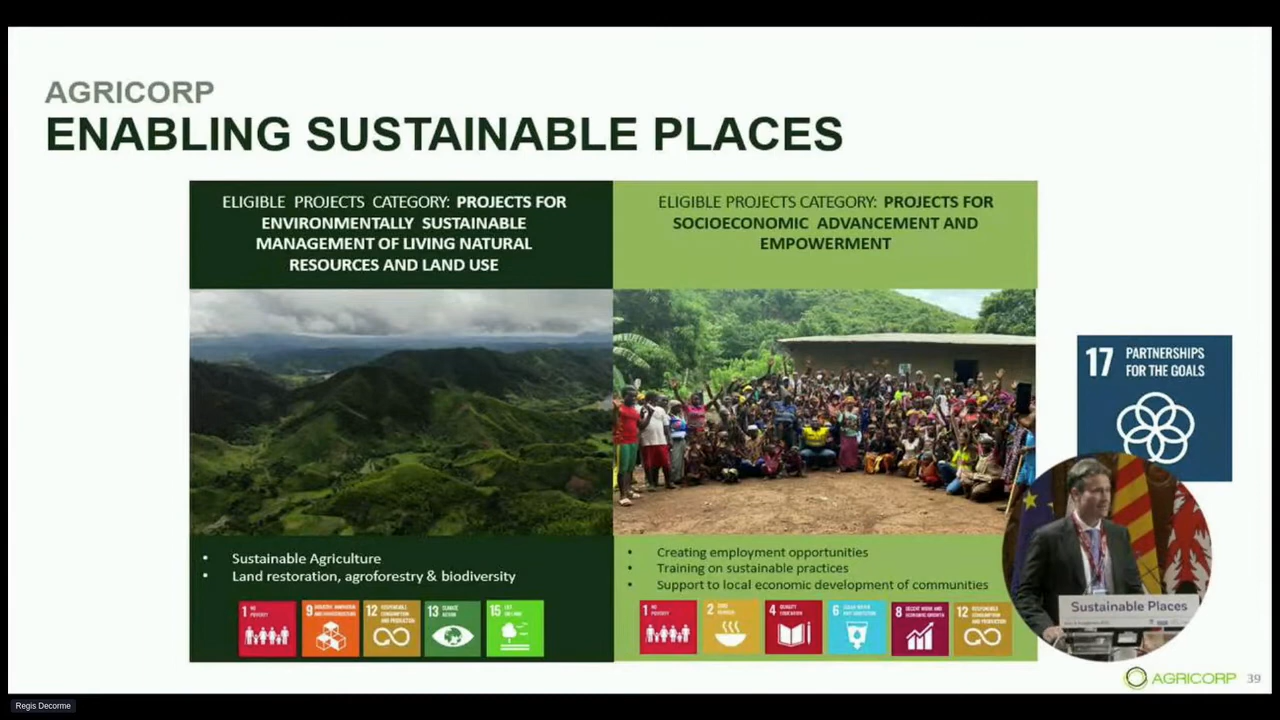 AGRICORP
ENABLING SUSTAINABLE PLACES
ELIGIBLE PROJECTS CATEGORY: PROJECTS FOR
ENVIRONMENTALLY SUSTAINABLE
MANAGEMENT OF LIVING NATURAL
RESOURCES AND LAND USE
ELIGIBLE PROJECTS CATEGORY: PROJECTS FOR
SOCIOECONOMIC ADVANCEMENT AND
EMPOWERMENT
17 PARTNERSHIPS
FOR THE GOALS
• Sustainable Agriculture
• Land restoration, agroforestry & biodiversity
• Creating employment opportunities
• Training on sustainable practices
• Support to local economic development of communities
1 NO
POVERTY
9 INDUSTRY, INNOVATION
AND INFRASTRUCTURE
12 RESPONSIBLE
CONSUMPTION
AND PRODUCTION
13 CLIMATE
ACTION
15
1 NO
POVERTY
2
4 QUALITY
EDUCATION
6 CLEAN WATER
AND SANITATION
8 DECENT WORK AND
ECONOMIC GROWTH
12 RESPONSIBLE
CONSUMPTION
AND PRODUCTION
Sustainable Places
AGRICORP 39
Regis Decorme